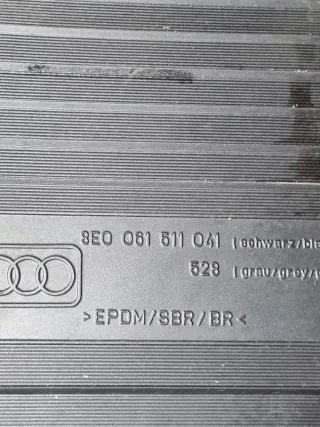 8E0 061 511 041 (schwarz/bla
528 (grau/grey/g
>EPDM/SBR/BR<